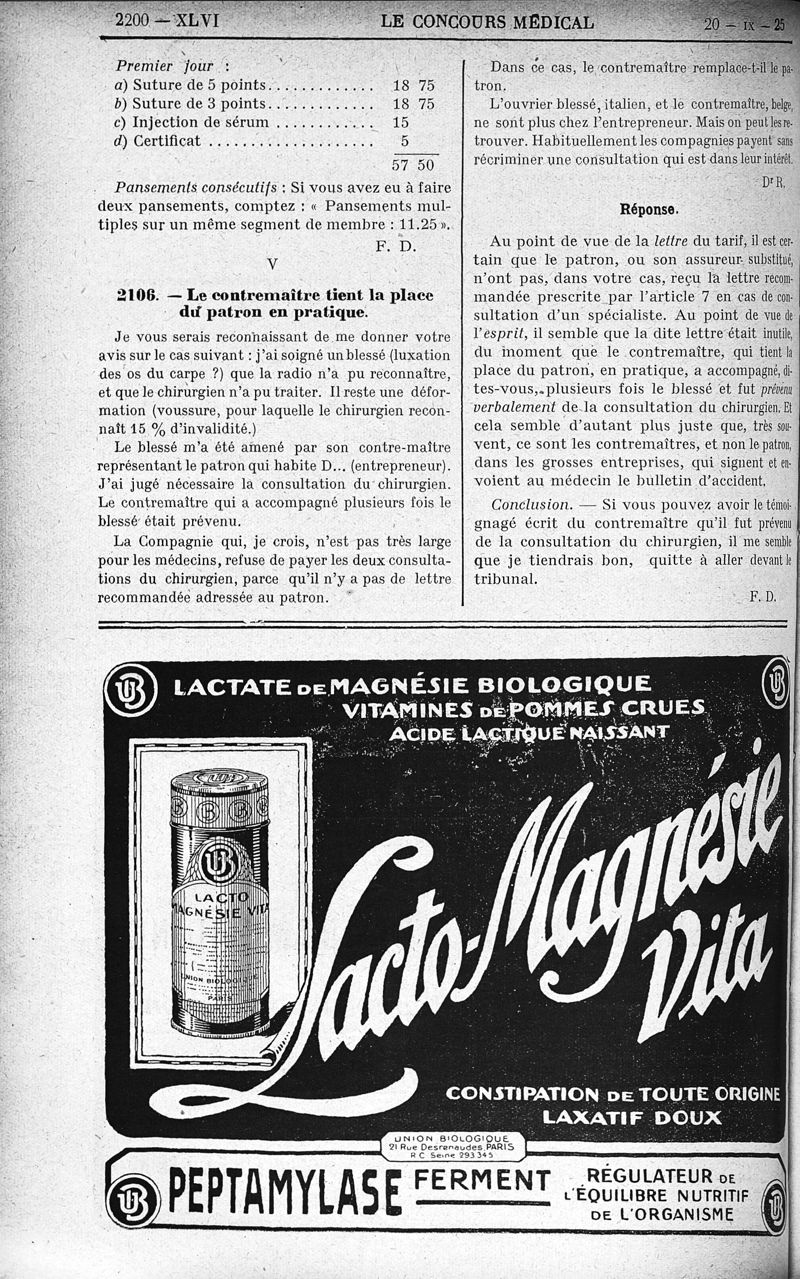 2200 — XLVI
LE CONCOURS MÉDICAL
20 — IX — 25
Premier jour :
a) Suture de 5 points............. 18 75
b) Suture de 3 points............. 18 75
c) Injection de sérum ............ 15
d) Certificat .................... 5
57 50
Pansements consécutifs : Si vous avez eu à faire
deux pansements, comptez : « Pansements mul-
tiples sur un même segment de membre : 11.25 ».
F. D.
V
2106. — Le contremaître tient la place
du patron en pratique.
Je vous serais reconnaissant de me donner votre
avis sur le cas suivant : j'ai soigné un blessé (luxation
des os du carpe ?) que la radio n'a pu reconnaître,
et que le chirurgien n'a pu traiter. Il reste une défor-
mation (voussure, pour laquelle le chirurgien recon-
naît 15 % d'invalidité.)
Le blessé m'a été amené par son contre-maître
représentant le patron qui habite D... (entrepreneur).
J'ai jugé nécessaire la consultation du chirurgien.
Le contremaître qui a accompagné plusieurs fois le
blessé était prévenu.
La Compagnie qui, je crois, n'est pas très large
pour les médecins, refuse de payer les deux consulta-
tions du chirurgien, parce qu'il n'y a pas de lettre
recommandée adressée au patron.
Dans ce cas, le contremaître remplace-t-il le pa-
tron.
L'ouvrier blessé, italien, et le contremaître, belge,
ne sont plus chez l'entrepreneur. Mais on peut les re-
trouver. Habituellement les compagnies payent sans
récriminer une consultation qui est dans leur intérêt.
Dr R.
Réponse.
Au point de vue de la lettre du tarif, il est cer-
tain que le patron, ou son assureur substitué,
n'ont pas, dans votre cas, reçu la lettre recom-
mandée prescrite par l'article 7 en cas de con-
sultation d'un spécialiste. Au point de vue de
l'esprit, il semble que la dite lettre était inutile,
du moment que le contremaître, qui tient la
place du patron, en pratique, a accompagné, di-
tes-vous, plusieurs fois le blessé et fut prévenu
verbalement de la consultation du chirurgien. Et
cela semble d'autant plus juste que, très sou-
vent, ce sont les contremaîtres, et non le patron,
dans les grosses entreprises, qui signent et en-
voient au médecin le bulletin d'accident.
Conclusion. — Si vous pouvez avoir le témoi-
gnagé écrit du contremaître qu'il fut prévenu
de la consultation du chirurgien, il me semble
que je tiendrais bon, quitte à aller devant le
tribunal.
F. D.
UB
LACTATE DE MAGNÉSIE BIOLOGIQUE
VITAMINES DE POMMES CRUES
ACIDE LACTIQUE NAISSANT
UB
UB
LACTO
MAGNÉSIE VITA
UNION BIOLOGIQUE
PARIS
Lacto-Magnésie
Vita
CONSTIPATION DE TOUTE ORIGINE
LAXATIF DOUX
UNION BIOLOGIQUE
21 Rue Desrenaudes PARIS
R C Seine 293.345
UB
PEPTAMYLASE FERMENT
RÉGULATEUR DE
L'ÉQUILIBRE NUTRITIF
DE L'ORGANISME
UB